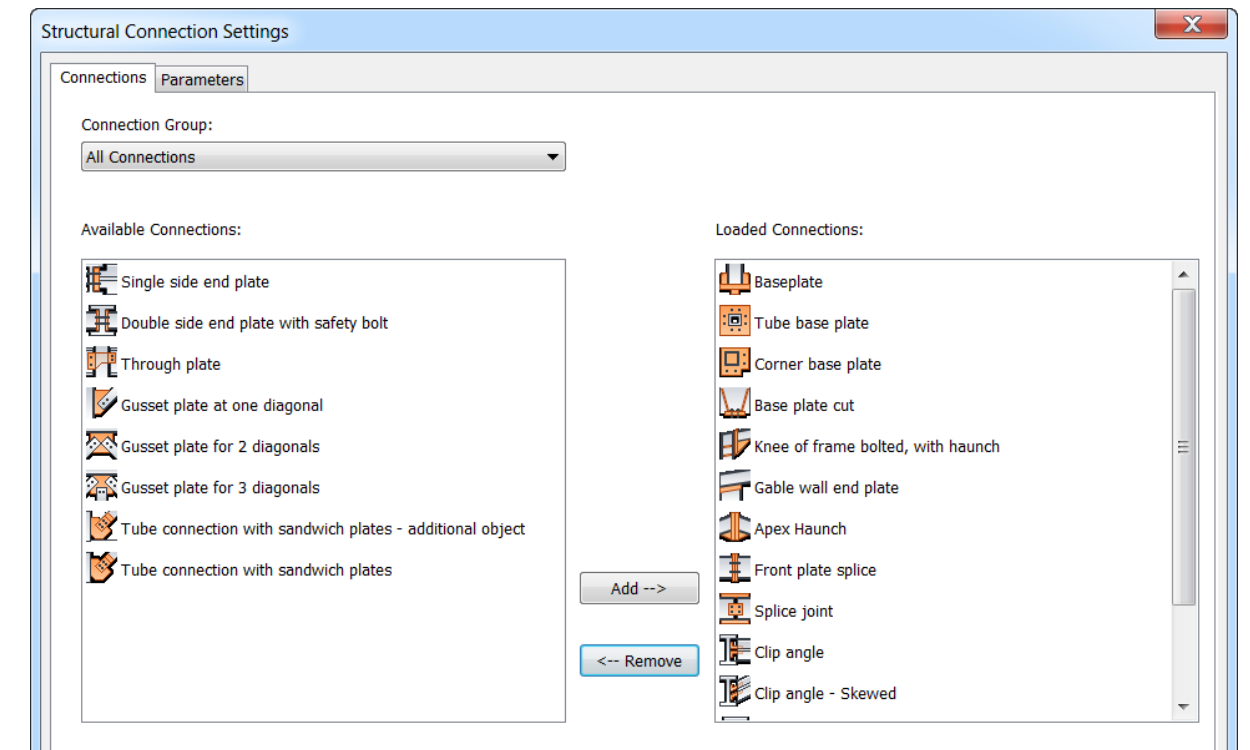 Structural Connection Settings
Connections
Parameters
Connection Group:
All Connections
Available Connections:
Single side end plate
Double side end plate with safety bolt
Through plate
Gusset plate at one diagonal
Gusset plate for 2 diagonals
Gusset plate for 3 diagonals
Tube connection with sandwich plates - additional object
Tube connection with sandwich plates
Add -->
<-- Remove
Loaded Connections:
Baseplate
Tube base plate
Corner base plate
Base plate cut
Knee of frame bolted, with haunch
Gable wall end plate
Apex Haunch
Front plate splice
Splice joint
Clip angle
Clip angle - Skewed